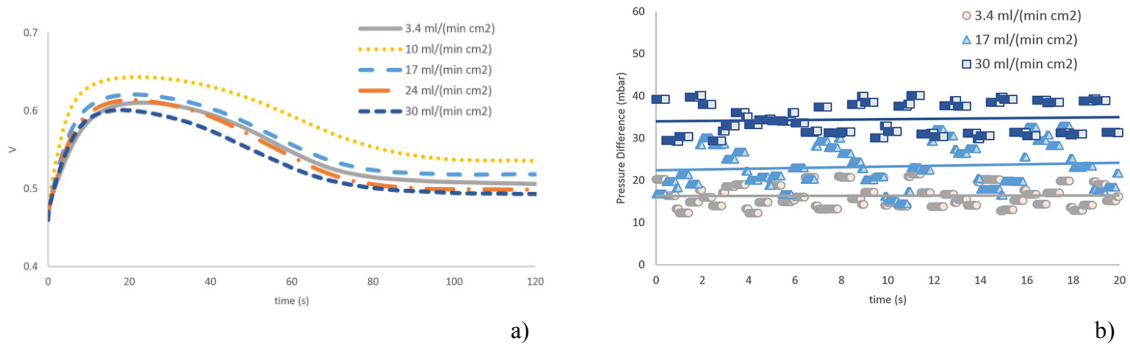 3.4 ml/(min cm2)
10 ml/(min cm2)
17 ml/(min cm2)
24 ml/(min cm2)
30 ml/(min cm2)
0.7
0.6
0.5
0.4
V
0 20 40 60 80 100 120
time (s)
a)
3.4 ml/(min cm2)
17 ml/(min cm2)
30 ml/(min cm2)
60
50
40
30
20
10
0
Pressure Difference (mbar)
0 2 4 6 8 10 12 14 16 18 20
time (s)
b)